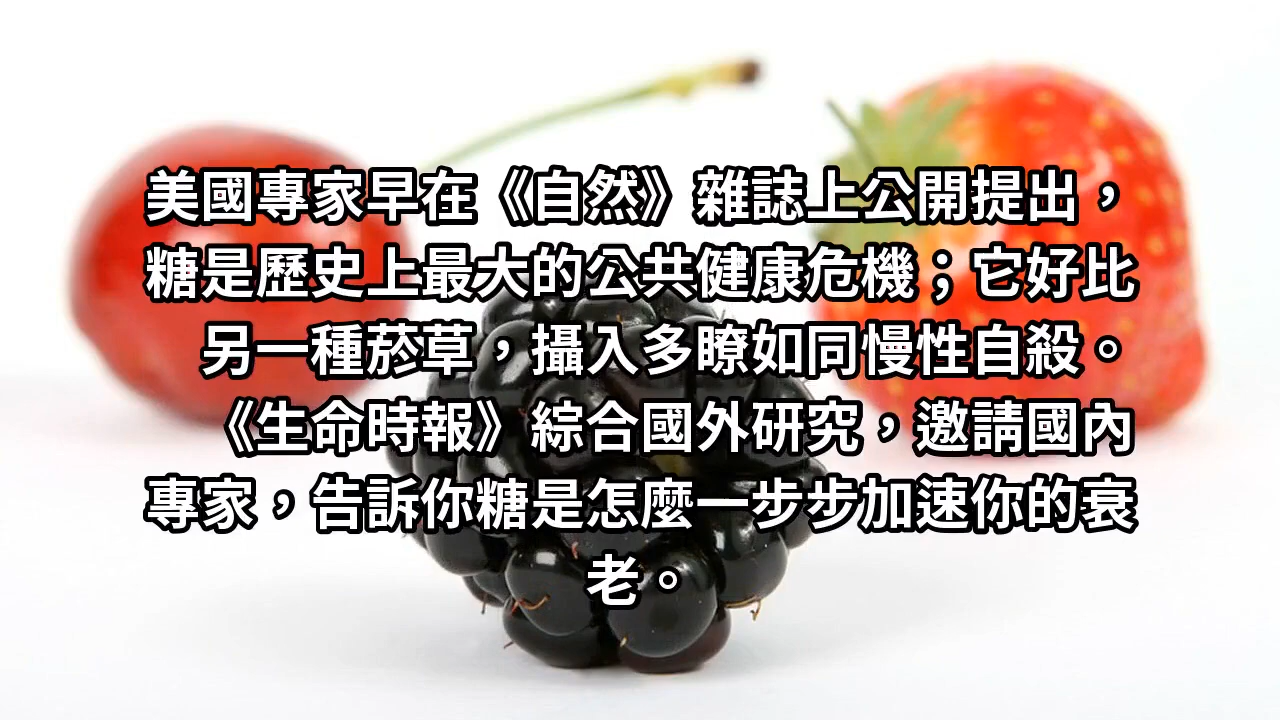 美國專家早在《自然》雜誌上公開提出，
糖是歷史上最大的公共健康危機；它好比
另一種菸草，攝入多瞭如同慢性自殺。
《生命時報》綜合國外研究，邀請國內
專家，告訴你糖是怎麼一步步加速你的衰
老。